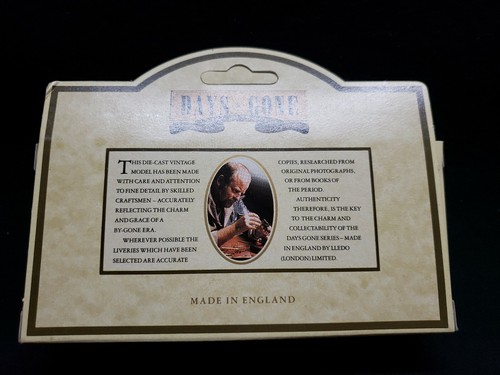 DAYS GONE
THIS DIE-CAST VINTAGE
MODEL HAS BEEN MADE
WITH CARE AND ATTENTION
TO FINE DETAIL BY SKILLED
CRAFTSMEN – ACCURATELY
REFLECTING THE CHARM
AND GRACE OF A
BY-GONE ERA.
WHEREVER POSSIBLE THE
LIVERIES WHICH HAVE BEEN
SELECTED ARE ACCURATE
COPIES, RESEARCHED FROM
ORIGINAL PHOTOGRAPHS,
OR FROM BOOKS OF
THE PERIOD.
AUTHENTICITY
THEREFORE, IS THE KEY
TO THE CHARM AND
COLLECTABILITY OF THE
DAYS GONE SERIES – MADE
IN ENGLAND BY LLEDO
(LONDON) LIMITED.
MADE IN ENGLAND